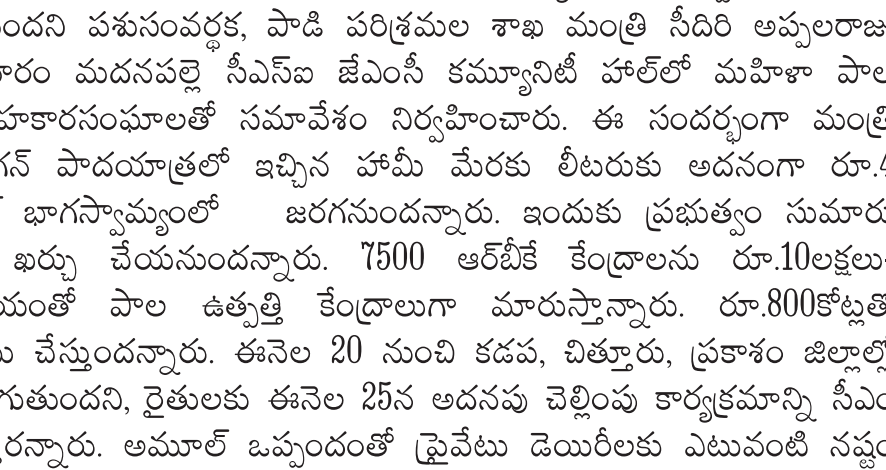 ందని పశుసంవర్ధక, పాడి పరిశ్రమల శాఖ మంత్రి సీదిరి అప్పలరాజు
ారం మదనపల్లె సీఎస్ఐ జేఎంసీ కమ్యూనిటీ హాల్‌లో మహిళా పాల
హకారసంఘాలతో సమావేశం నిర్వహించారు. ఈ సందర్భంగా మంత్రి
గన్ పాదయాత్రలో ఇచ్చిన హామీ మేరకు లీటరుకు అదనంగా రూ.4
భాగస్వామ్యంలో జరగనుందన్నారు. ఇందుకు ప్రభుత్వం సుమారు
ఖర్చు చేయనుందన్నారు. 7500 ఆర్‌బీకే కేంద్రాలను రూ.10లక్షలు
యంతో పాల ఉత్పత్తి కేంద్రాలుగా మారుస్తాన్నారు. రూ.800కోట్లతో
చేస్తుందన్నారు. ఈనెల 20 నుంచి కడప, చిత్తూరు, ప్రకాశం జిల్లాల్లో
గుతుందని, రైతులకు ఈనెల 25న అదనపు చెల్లింపు కార్యక్రమాన్ని సీఎం
రన్నారు. అమూల్ ఒప్పందంతో ప్రైవేటు డెయిరీలకు ఎటువంటి నష్టం